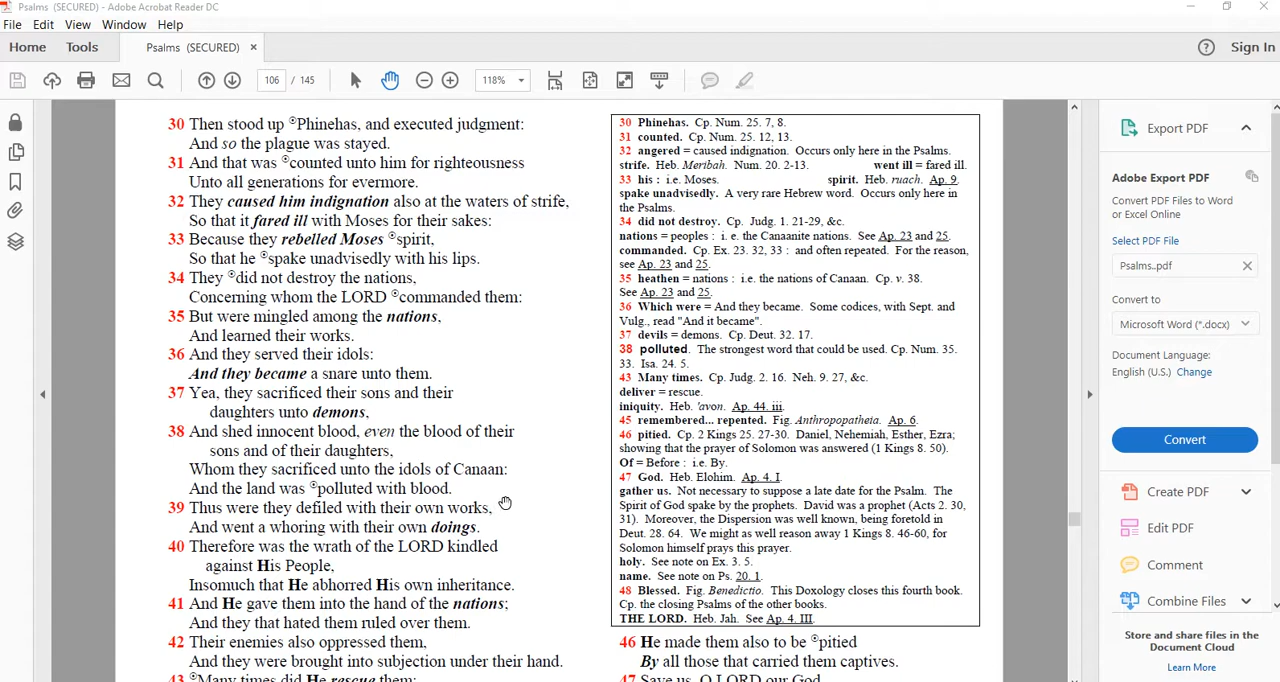 Psalms (SECURED) - Adobe Acrobat Reader DC
File Edit View Window Help
Home Tools Psalms (SECURED) × Sign In
106 / 145 118%
30 Then stood up Phinehas, and executed judgment:
And so the plague was stayed.
31 And that was counted unto him for righteousness
Unto all generations for evermore.
32 They caused him indignation also at the waters of strife,
So that it fared ill with Moses for their sakes:
33 Because they rebelled Moses spirit,
So that he spake unadvisedly with his lips.
34 They did not destroy the nations,
Concerning whom the LORD commanded them:
35 But were mingled among the nations,
And learned their works.
36 And they served their idols:
And they became a snare unto them.
37 Yea, they sacrificed their sons and their
daughters unto demons,
38 And shed innocent blood, even the blood of their
sons and of their daughters,
Whom they sacrificed unto the idols of Canaan:
And the land was polluted with blood.
39 Thus were they defiled with their own works,
And went a whoring with their own doings.
40 Therefore was the wrath of the LORD kindled
against His People,
Insomuch that He abhorred His own inheritance.
41 And He gave them into the hand of the nations;
And they that hated them ruled over them.
42 Their enemies also oppressed them,
And they were brought into subjection under their hand.
43 Many times did He rescue them;
30 Phinehas. Cp. Num. 25. 7, 8.
31 counted. Cp. Num. 25. 12, 13.
32 angered = caused indignation. Occurs only here in the Psalms.
strife. Heb. Meribah. Num. 20. 2-13. went ill = fared ill.
33 his : i.e. Moses. spirit. Heb. ruach. Ap. 9.
spake unadvisedly. A very rare Hebrew word. Occurs only here in
the Psalms.
34 did not destroy. Cp. Judg. 1. 21-29, &c.
nations = peoples : i. e. the Canaanite nations. See Ap. 23 and 25.
commanded. Cp. Ex. 23. 32, 33 : and often repeated. For the reason,
see Ap. 23 and 25.
35 heathen = nations : i.e. the nations of Canaan. Cp. v. 38.
See Ap. 23 and 25.
36 Which were = And they became. Some codices, with Sept. and
Vulg., read "And it became".
37 devils = demons. Cp. Deut. 32. 17.
38 polluted. The strongest word that could be used. Cp. Num. 35.
33. Isa. 24. 5.
43 Many times. Cp. Judg. 2. 16. Neh. 9. 27, &c.
deliver = rescue.
iniquity. Heb. 'avon. Ap. 44. iii.
45 remembered... repented. Fig. Anthropopatheia. Ap. 6.
46 pitied. Cp. 2 Kings 25. 27-30. Daniel, Nehemiah, Esther, Ezra;
showing that the prayer of Solomon was answered (1 Kings 8. 50).
Of = Before : i.e. By.
47 God. Heb. Elohim. Ap. 4. I.
gather us. Not necessary to suppose a late date for the Psalm. The
Spirit of God spake by the prophets. David was a prophet (Acts 2. 30,
31). Moreover, the Dispersion was well known, being foretold in
Deut. 28. 64. We might as well reason away 1 Kings 8. 46-60, for
Solomon himself prays this prayer.
holy. See note on Ex. 3. 5.
name. See note on Ps. 20. 1.
48 Blessed. Fig. Benedictio. This Doxology closes this fourth book.
Cp. the closing Psalms of the other books.
THE LORD. Heb. Jah. See Ap. 4. III.
46 He made them also to be pitied
By all those that carried them captives.
47 Save us, O LORD our God
Export PDF
Adobe Export PDF
Convert PDF Files to Word
or Excel Online
Select PDF File
Psalms..pdf
Convert to
Microsoft Word (*.docx)
Document Language:
English (U.S.) Change
Convert
Create PDF
Edit PDF
Comment
Combine Files
Store and share files in the
Document Cloud
Learn More